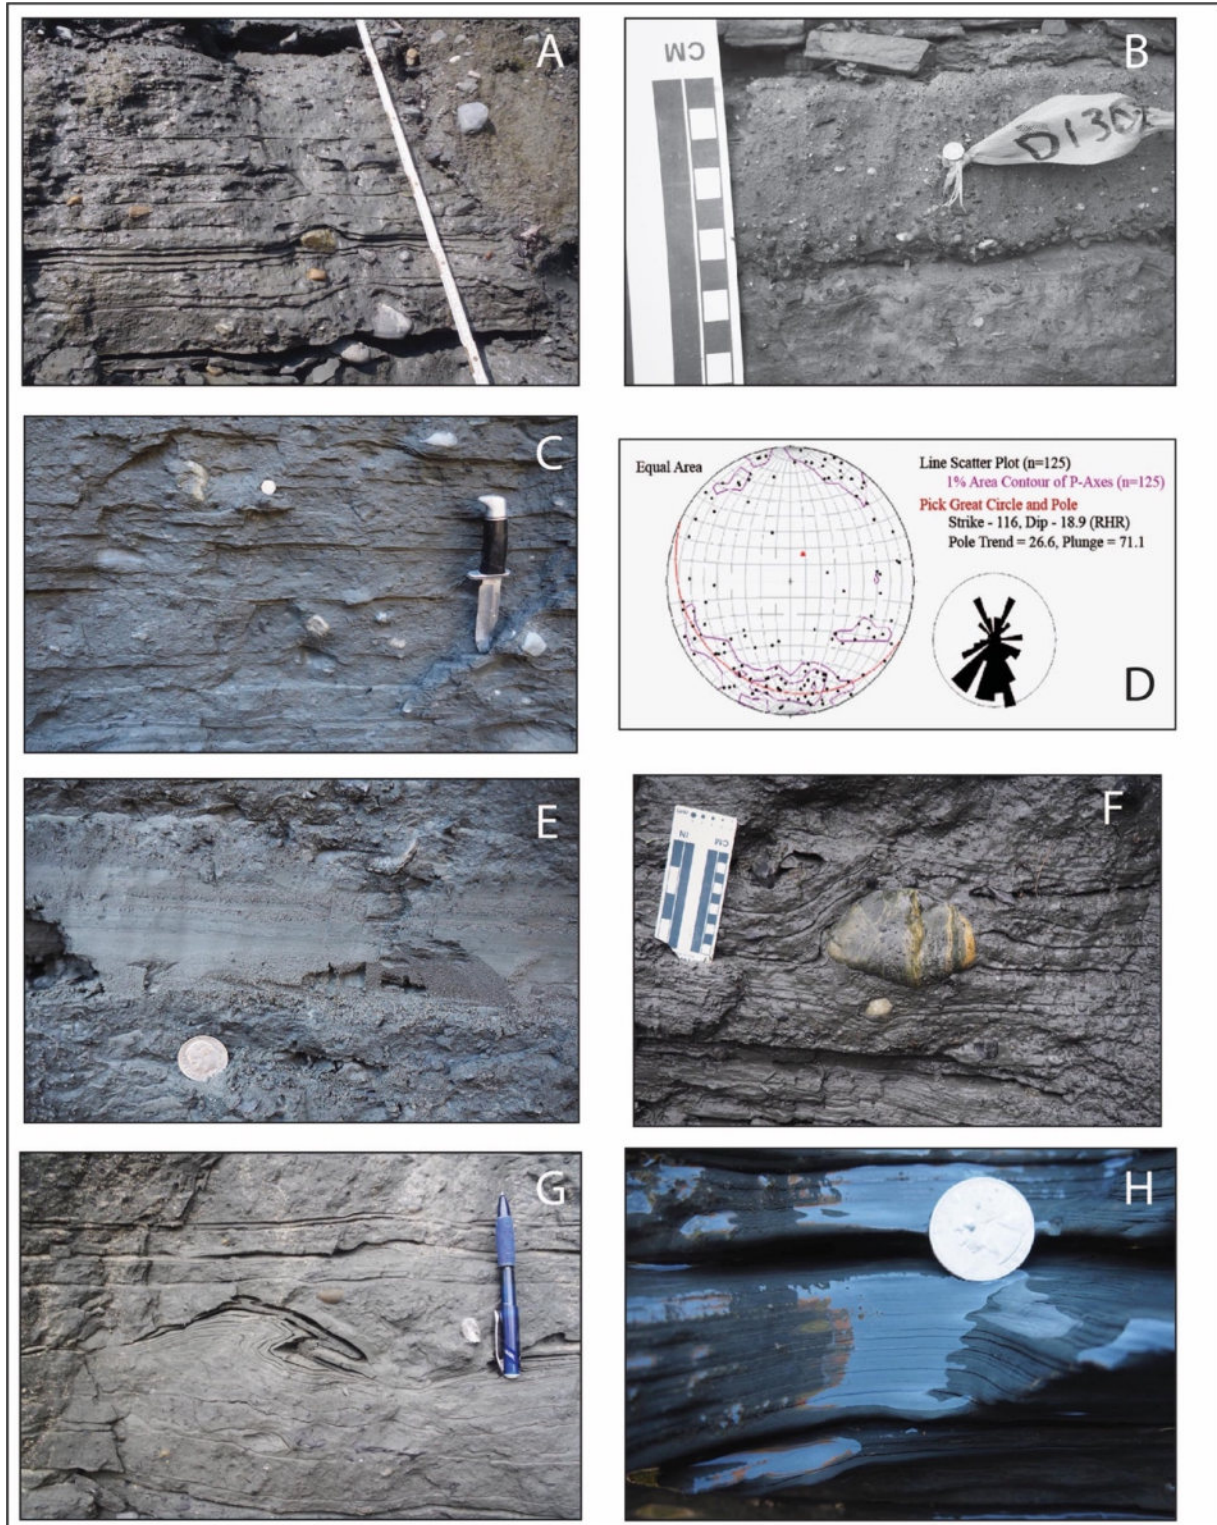 A
B
CM
D130
C
Equal Area
Line Scatter Plot (n=125)
1% Area Contour of P-Axes (n=125)
Pick Great Circle and Pole
Strike - 116, Dip - 18.9 (RHR)
Pole Trend = 26.6, Plunge = 71.1
D
E
F
IN
CM
G
H